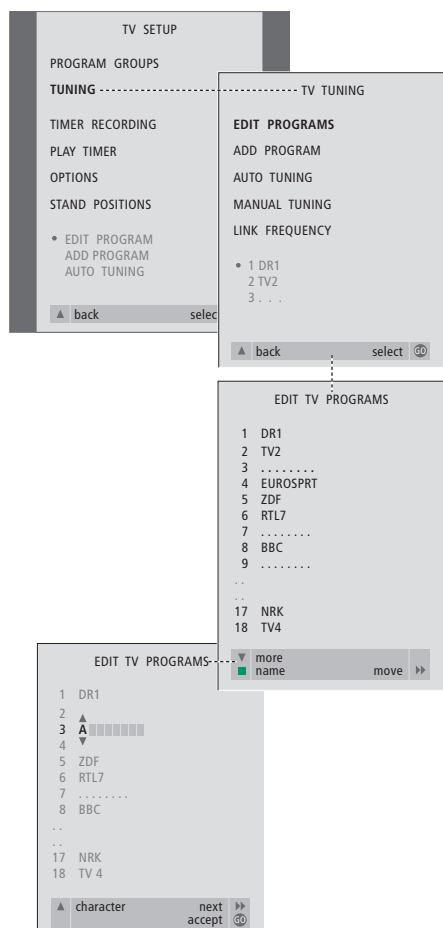 TV SETUP
PROGRAM GROUPS
TUNING
TIMER RECORDING
PLAY TIMER
OPTIONS
STAND POSITIONS
• EDIT PROGRAM
ADD PROGRAM
AUTO TUNING
▲ back selec
TV TUNING
EDIT PROGRAMS
ADD PROGRAM
AUTO TUNING
MANUAL TUNING
LINK FREQUENCY
• 1 DR1
2 TV2
3 . . .
▲ back select GO
EDIT TV PROGRAMS
1 DR1
2 TV2
3 ........
4 EUROSPRT
5 ZDF
6 RTL7
7 ........
8 BBC
9 ........
..
..
17 NRK
18 TV4
▼ more
name move
EDIT TV PROGRAMS
1 DR1
2
3 A
4
5 ZDF
6 RTL7
7 ........
8 BBC
..
..
17 NRK
18 TV 4
▲ character next
accept GO